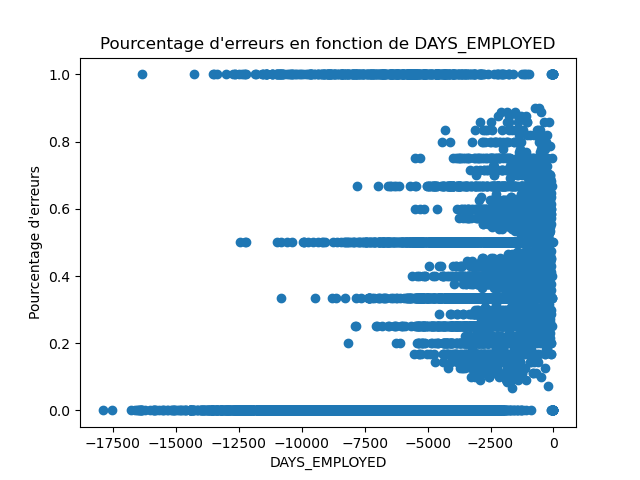 Pourcentage d'erreurs en fonction de DAYS_EMPLOYED
1.0
0.8
0.6
0.4
0.2
0.0
Pourcentage d'erreurs
−17500 −15000 −12500 −10000 −7500 −5000 −2500 0
DAYS_EMPLOYED